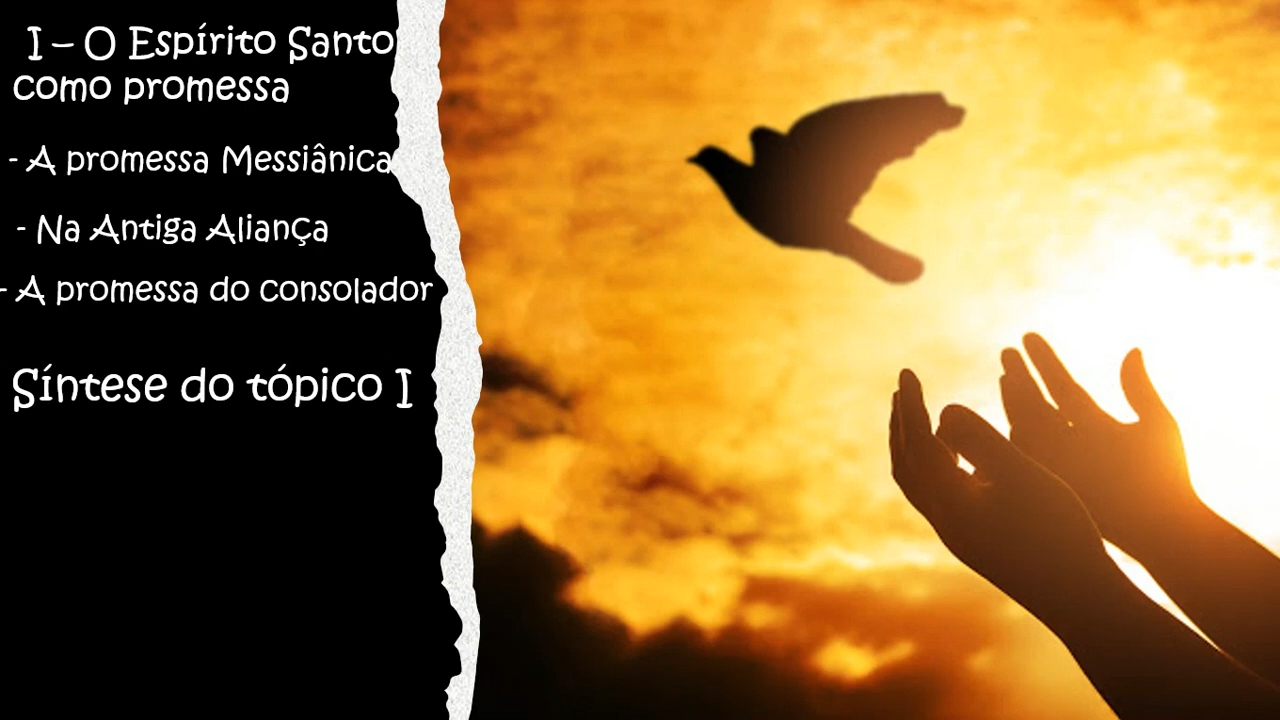 I – O Espírito Santo
como promessa
- A promessa Messiânica
- Na Antiga Aliança
- A promessa do consolador
Síntese do tópico I